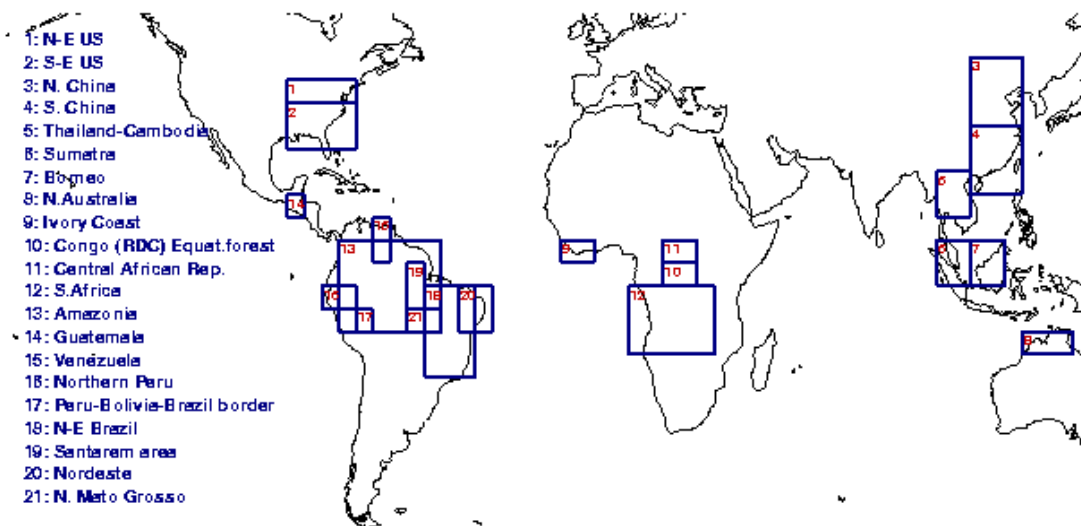 1: N-E US
2: S-E US
3: N. China
4: S. China
5: Thailand-Cambodia
6: Sumatra
7: Borneo
8: N.Australia
9: Ivory Coast
10: Congo (RDC) Equat.forest
11: Central African Rep.
12: S.Africa
13: Amazonia
14: Guatemala
15: Venezuela
16: Northern Peru
17: Peru-Bolivia-Brazil border
18: N-E Brazil
19: Santarem area
20: Nordeste
21: N. Mato Grosso
1
2
3
4
5
14
15
13
9
11
6
7
19
10
16
18
20
12
17
21
8